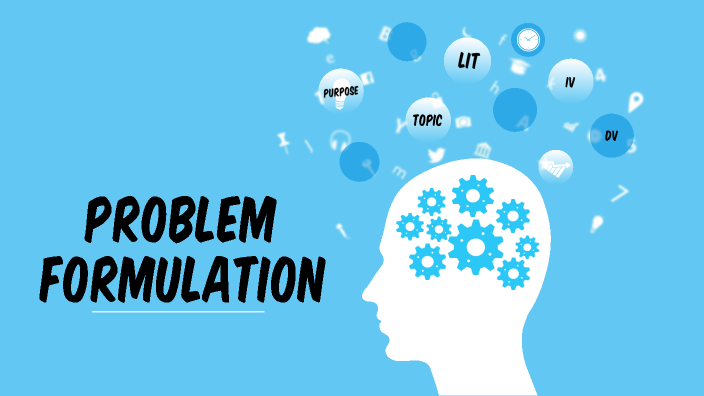 LIT
IV
PURPOSE
TOPIC
DV
PROBLEM
FORMULATION